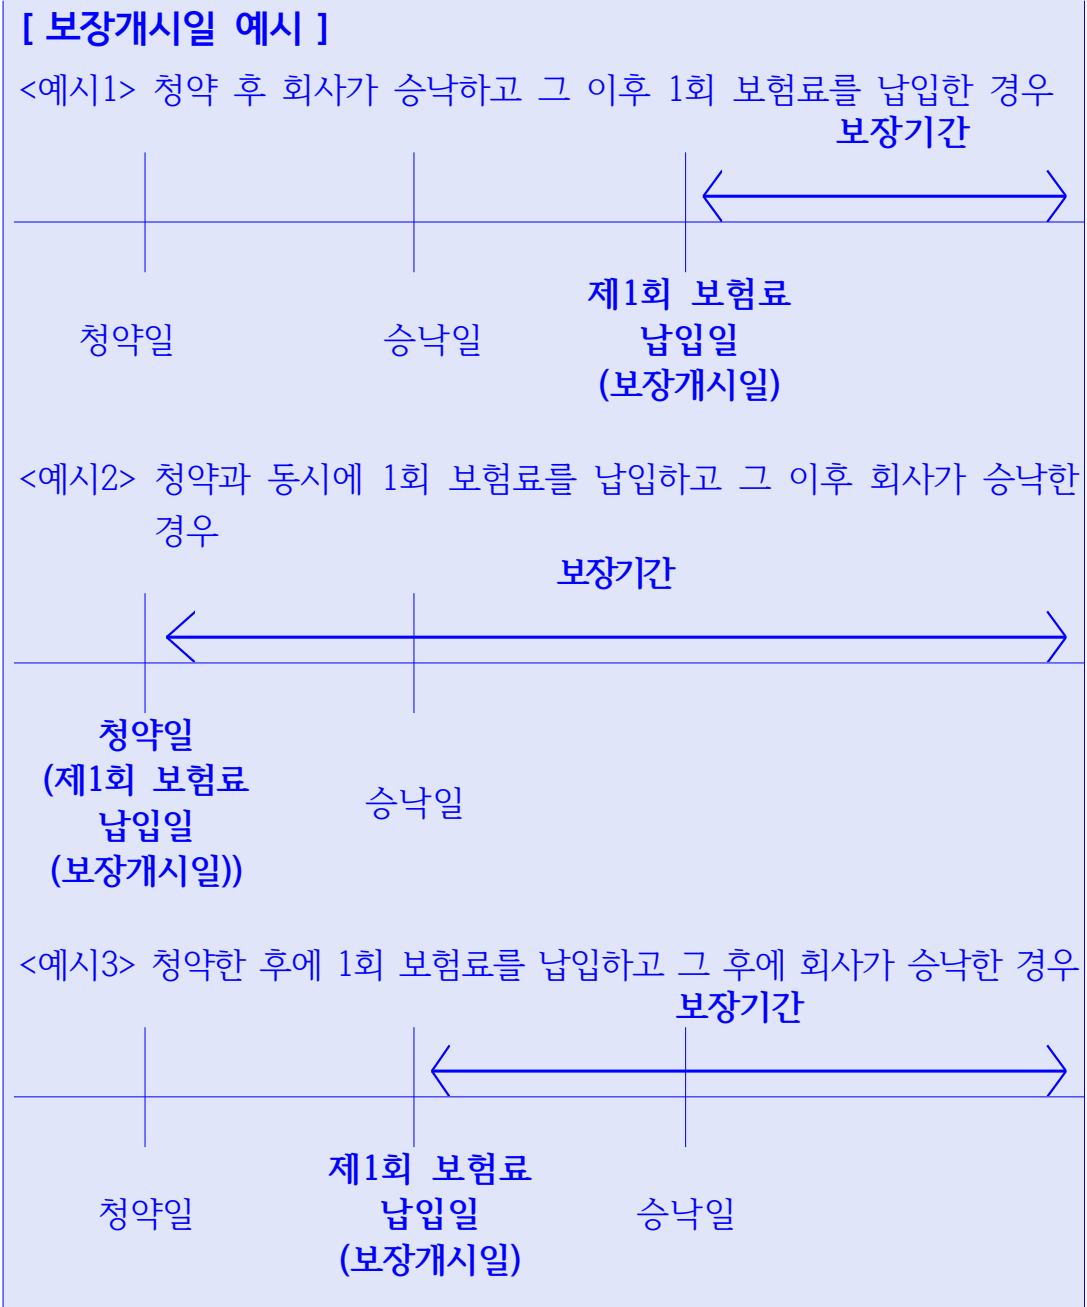 [ 보장개시일 예시 ]
<예시1> 청약 후 회사가 승낙하고 그 이후 1회 보험료를 납입한 경우
보장기간
제1회 보험료
청약일 승낙일 납입일
(보장개시일)
<예시2> 청약과 동시에 1회 보험료를 납입하고 그 이후 회사가 승낙한
경우
보장기간
청약일
(제1회 보험료
납입일 승낙일
(보장개시일))
<예시3> 청약한 후에 1회 보험료를 납입하고 그 후에 회사가 승낙한 경우
보장기간
제1회 보험료
청약일 납입일 승낙일
(보장개시일)